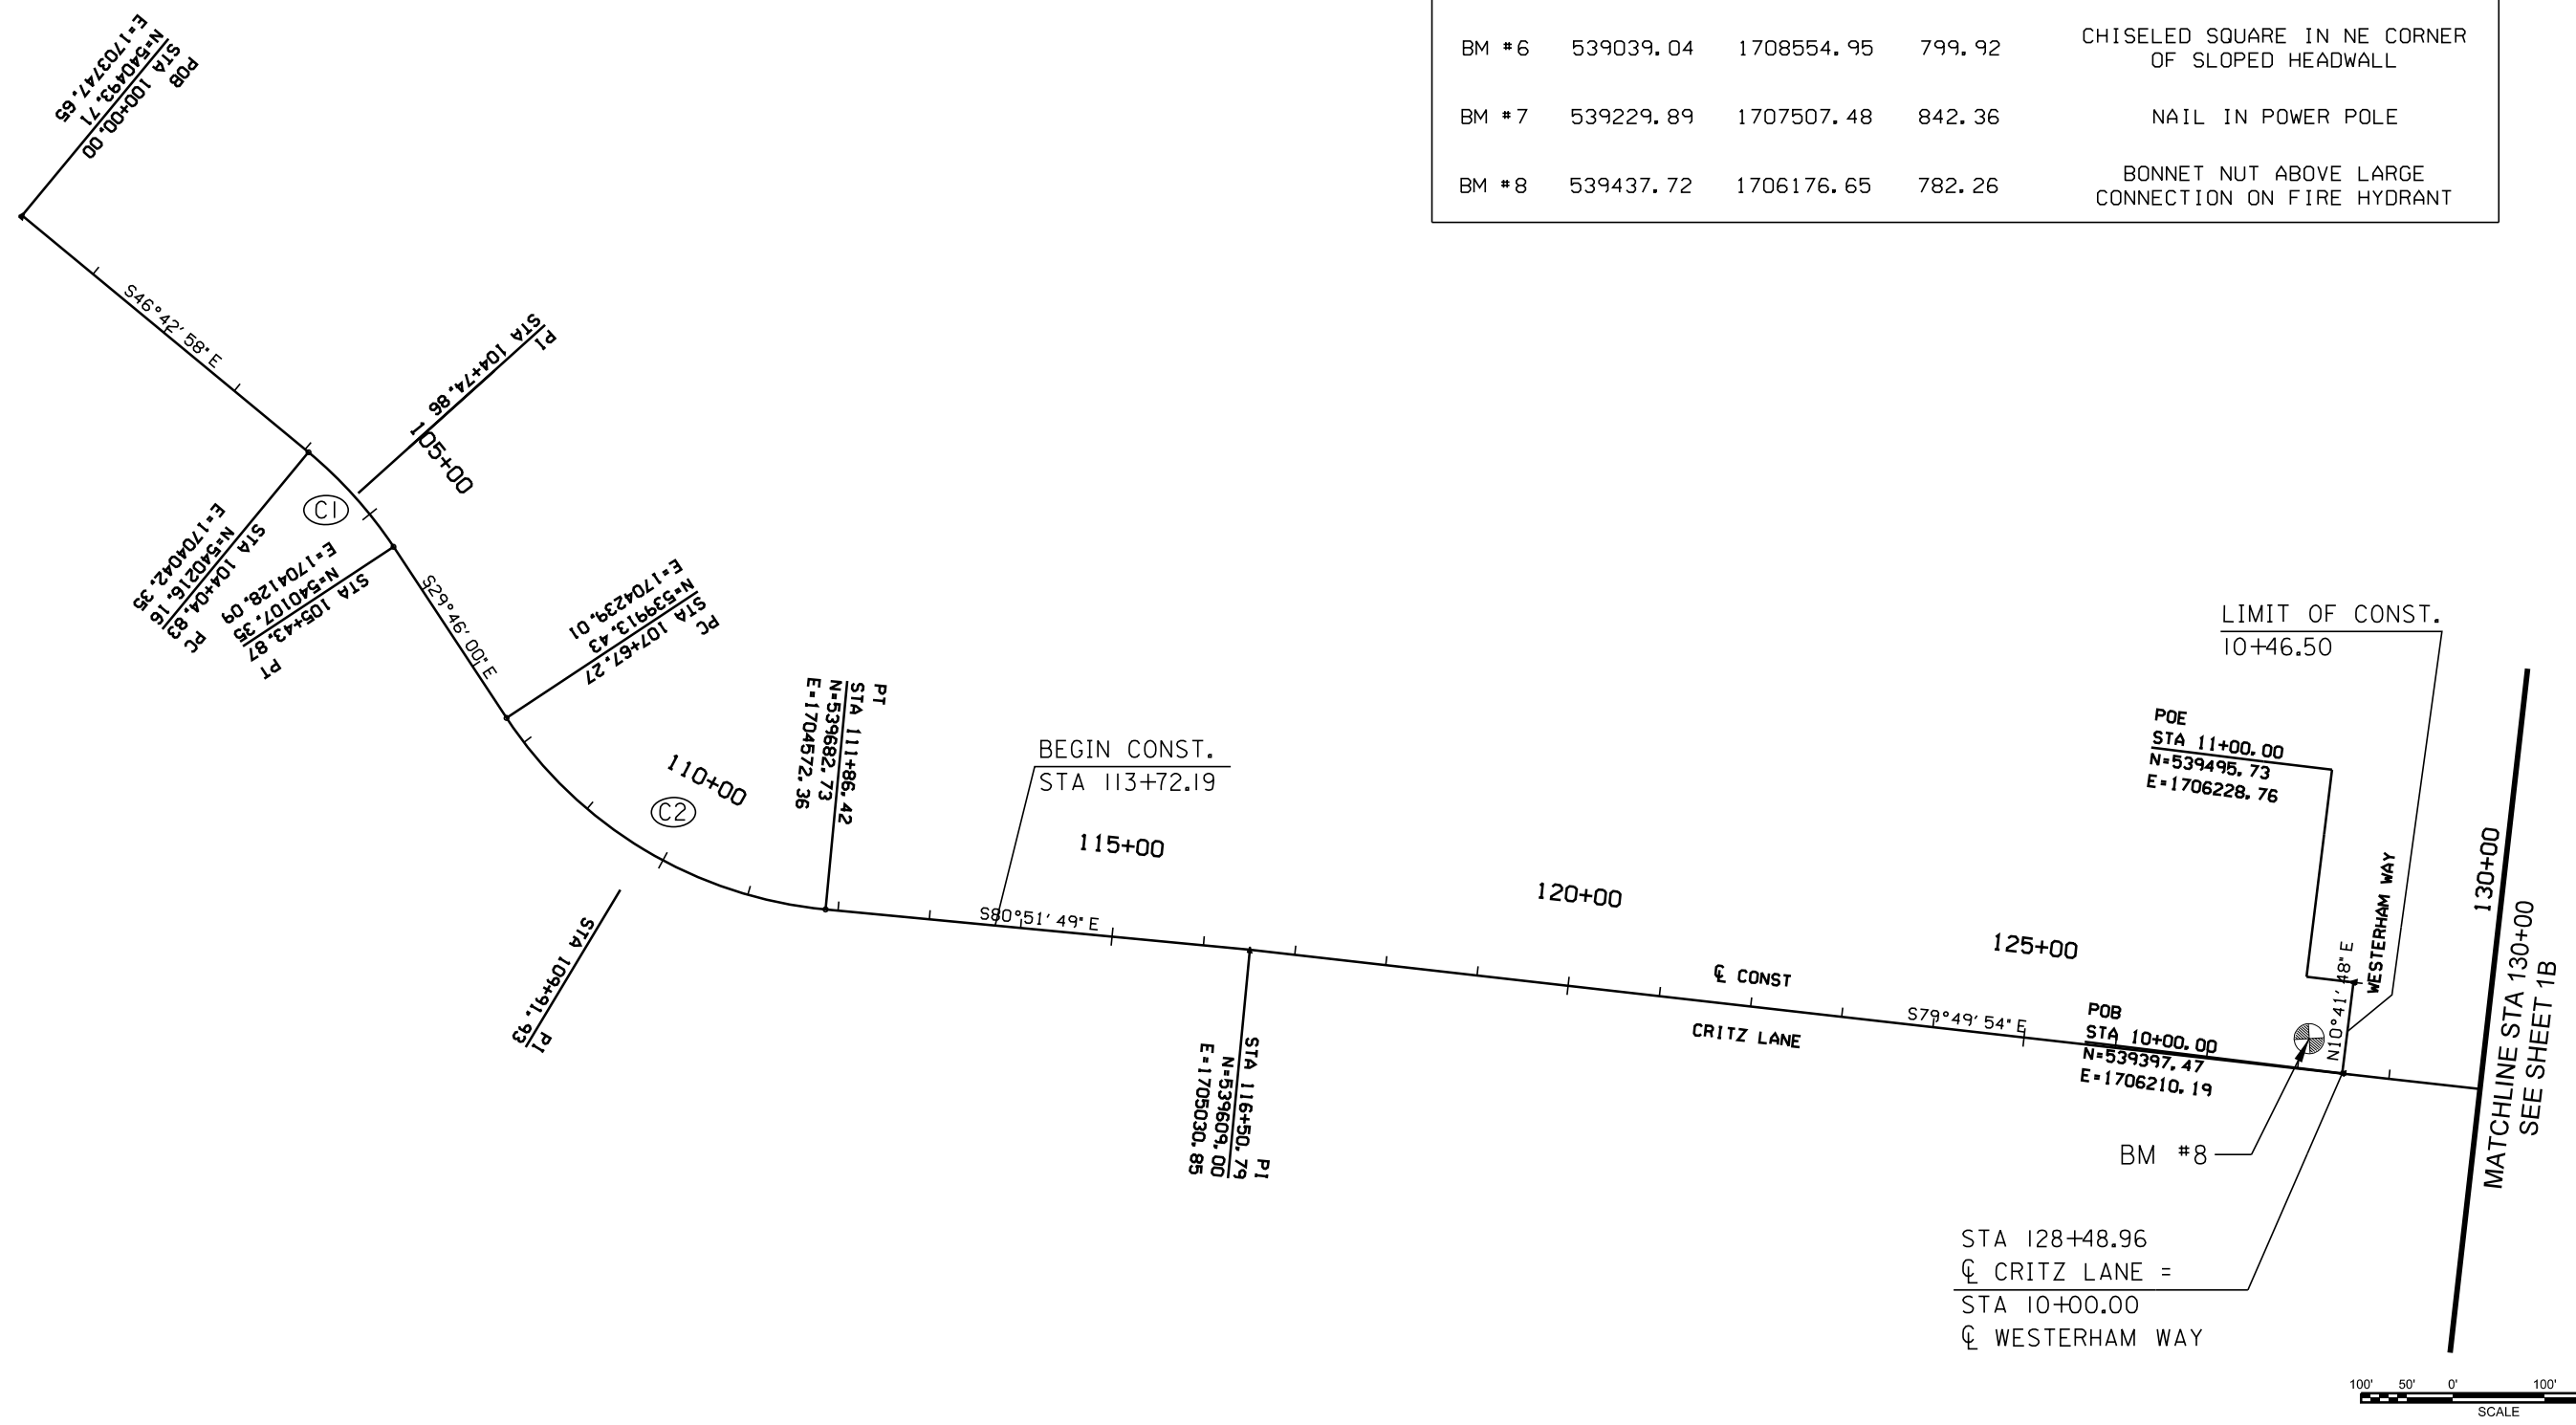 BM #6 539039.04 1708554.95 799.92 CHISELED SQUARE IN NE CORNER
OF SLOPED HEADWALL
BM #7 539229.89 1707507.48 842.36 NAIL IN POWER POLE
BM #8 539437.72 1706176.65 782.26 BONNET NUT ABOVE LARGE
CONNECTION ON FIRE HYDRANT
POB
STA 100+00.00
N=540493.71
E=1703747.65
S46°42'58"E
PI
STA 104+74.86
105+00
C1
PC
STA 104+04.83
N=540216.16
E=1704042.35
PT
STA 105+43.87
N=540107.35
E=1704128.09
S29°46'00"E
PC
STA 107+67.27
N=539913.43
E=1704239.01
110+00
C2
PT
STA 111+86.42
N=539682.73
E=1704572.36
STA 109+91.93
PI
BEGIN CONST.
STA 113+72.19
115+00
S80°51'49"E
PI
STA 116+50.79
N=539609.00
E=1705030.85
120+00
℄ CONST
CRITZ LANE
125+00
S79°49'54"E
POB
STA 10+00.00
N=539397.47
E=1706210.19
LIMIT OF CONST.
10+46.50
POE
STA 11+00.00
N=539495.73
E=1706228.76
N10°41'48"E
WESTERHAM WAY
130+00
MATCHLINE STA 130+00
SEE SHEET 1B
BM #8
STA 128+48.96
℄ CRITZ LANE =
STA 10+00.00
℄ WESTERHAM WAY
100' 50' 0' 100'
SCALE